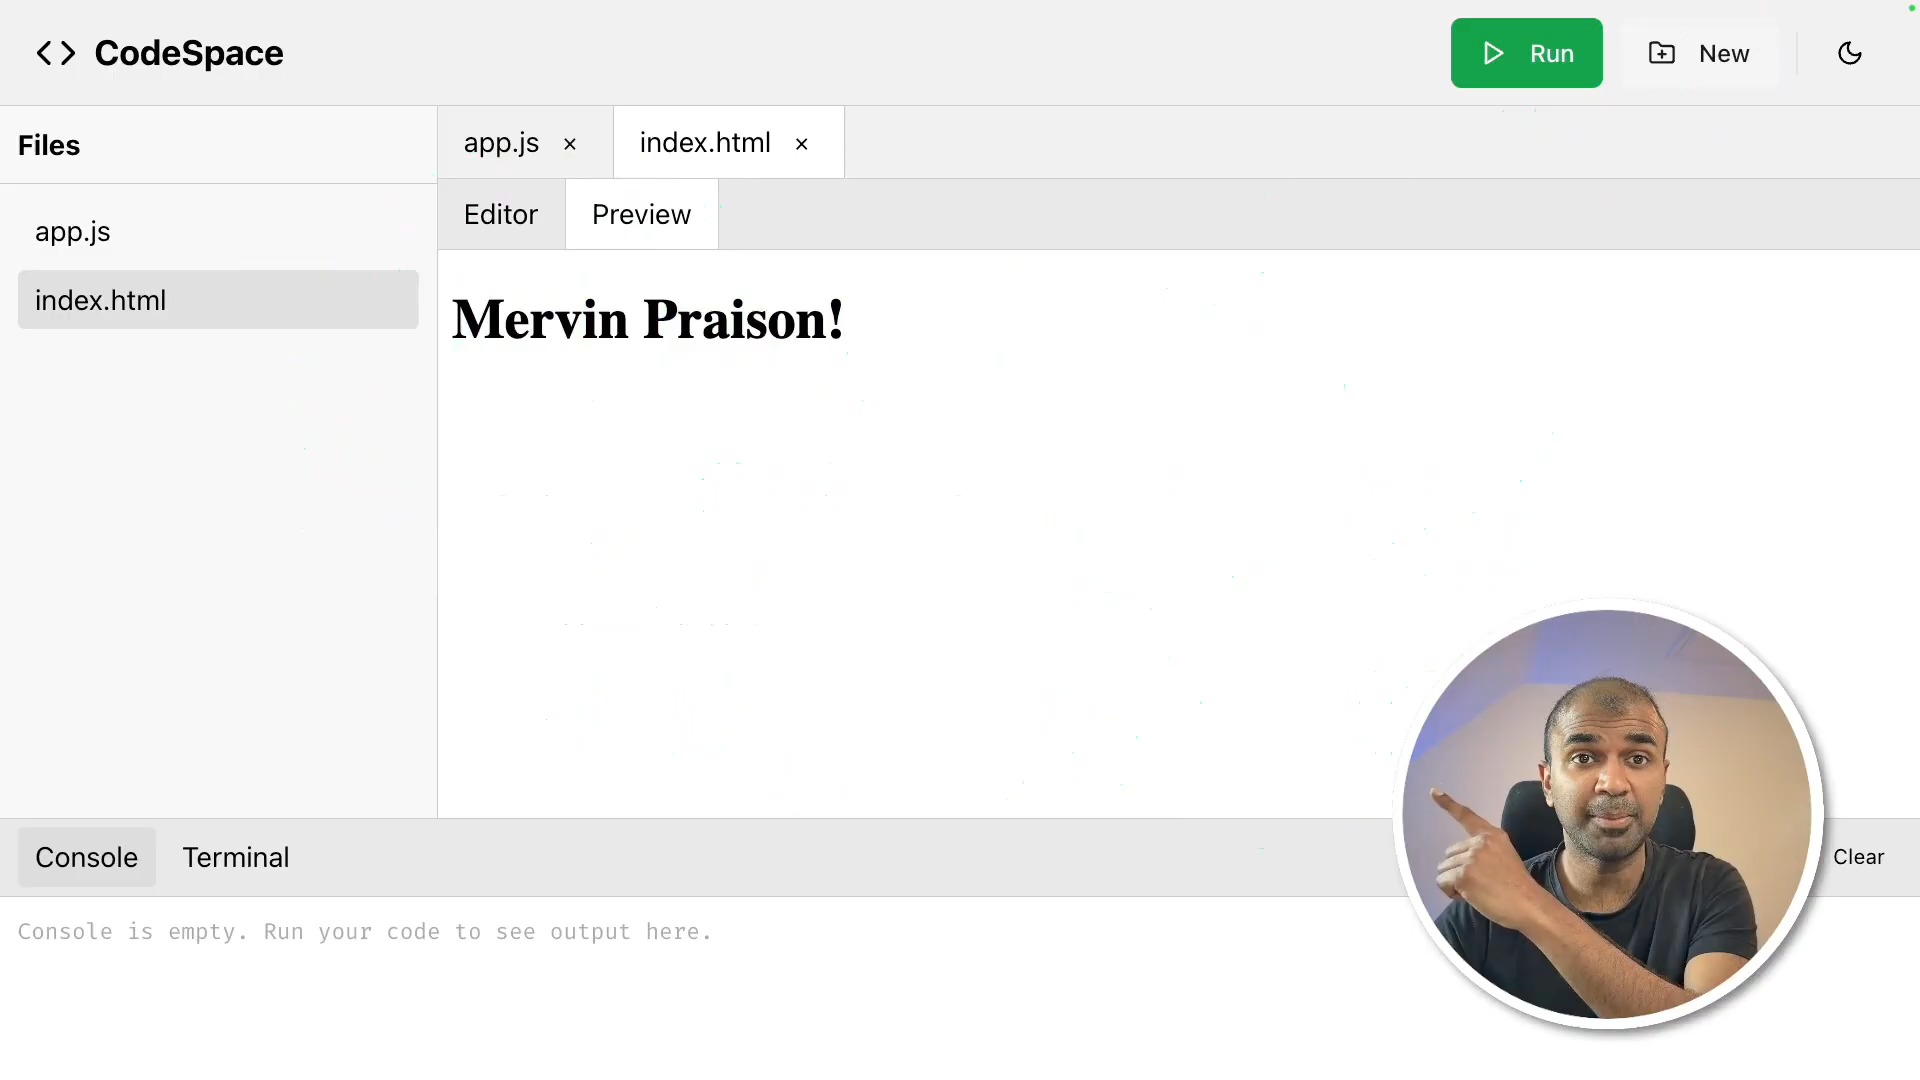 CodeSpace
Run
New
Files
app.js
index.html
app.js ×
index.html ×
Editor
Preview
Mervin Praison!
Console
Terminal
Clear
Console is empty. Run your code to see output here.